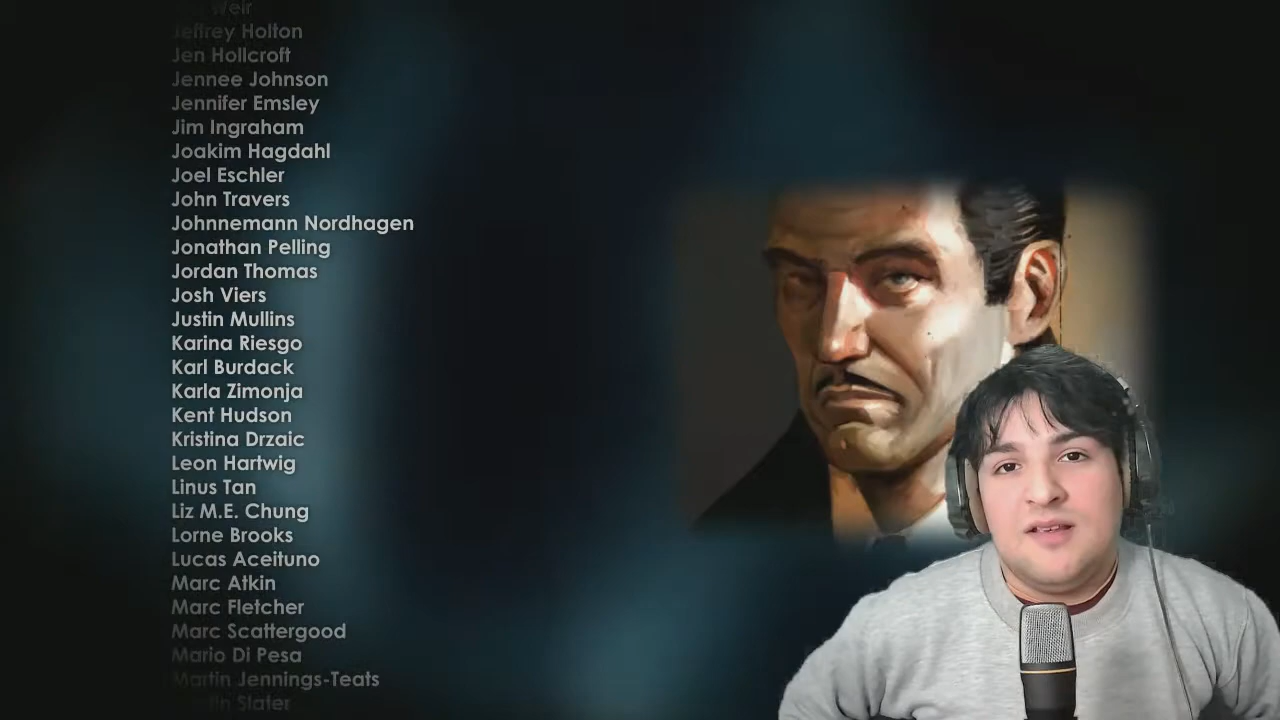 Weir
Jeffrey Holton
Jen Hollcroft
Jennee Johnson
Jennifer Emsley
Jim Ingraham
Joakim Hagdahl
Joel Eschler
John Travers
Johnnemann Nordhagen
Jonathan Pelling
Jordan Thomas
Josh Viers
Justin Mullins
Karina Riesgo
Karl Burdack
Karla Zimonja
Kent Hudson
Kristina Drzaic
Leon Hartwig
Linus Tan
Liz M.E. Chung
Lorne Brooks
Lucas Aceituno
Marc Atkin
Marc Fletcher
Marc Scattergood
Mario Di Pesa
Martin Jennings-Teats
Slater